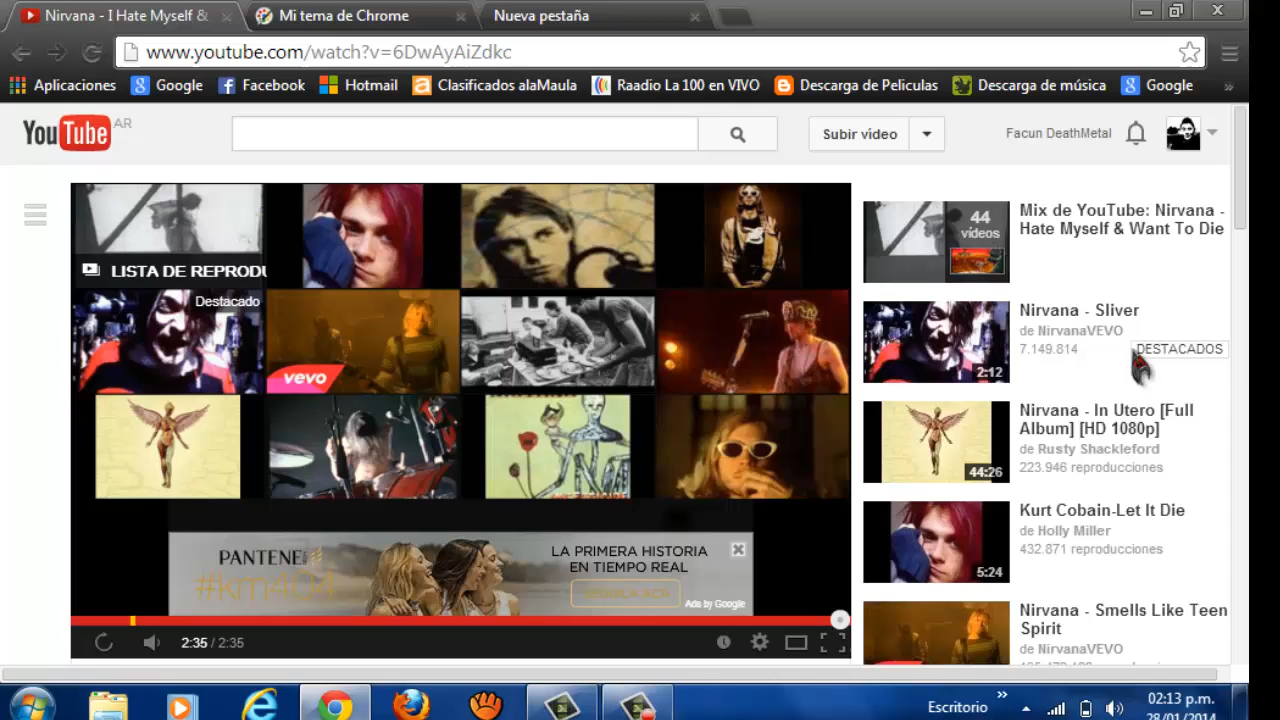 Nirvana - I Hate Myself &
Mi tema de Chrome
Nueva pestaña
www.youtube.com/watch?v=6DwAyAiZdkc
Aplicaciones
Google
Facebook
Hotmail
Clasificados alaMaula
Raadio La 100 en VIVO
Descarga de Peliculas
Descarga de música
Google
»
YouTube AR
Subir vídeo
Facun DeathMetal
LISTA DE REPRODU
Destacado
vevo
PANTENE
#km4c4
LA PRIMERA HISTORIA
EN TIEMPO REAL
Ads by Google
2:35 / 2:35
44
vídeos
Mix de YouTube: Nirvana -
Hate Myself & Want To Die
Nirvana - Sliver
de NirvanaVEVO
7.149.814
DESTACADOS
2:12
Nirvana - In Utero [Full
Album] [HD 1080p]
de Rusty Shackleford
223.946 reproducciones
44:26
Kurt Cobain-Let It Die
de Holly Miller
432.871 reproducciones
5:24
Nirvana - Smells Like Teen
Spirit
de NirvanaVEVO
Escritorio
»
02:13 p.m.
28/01/2014